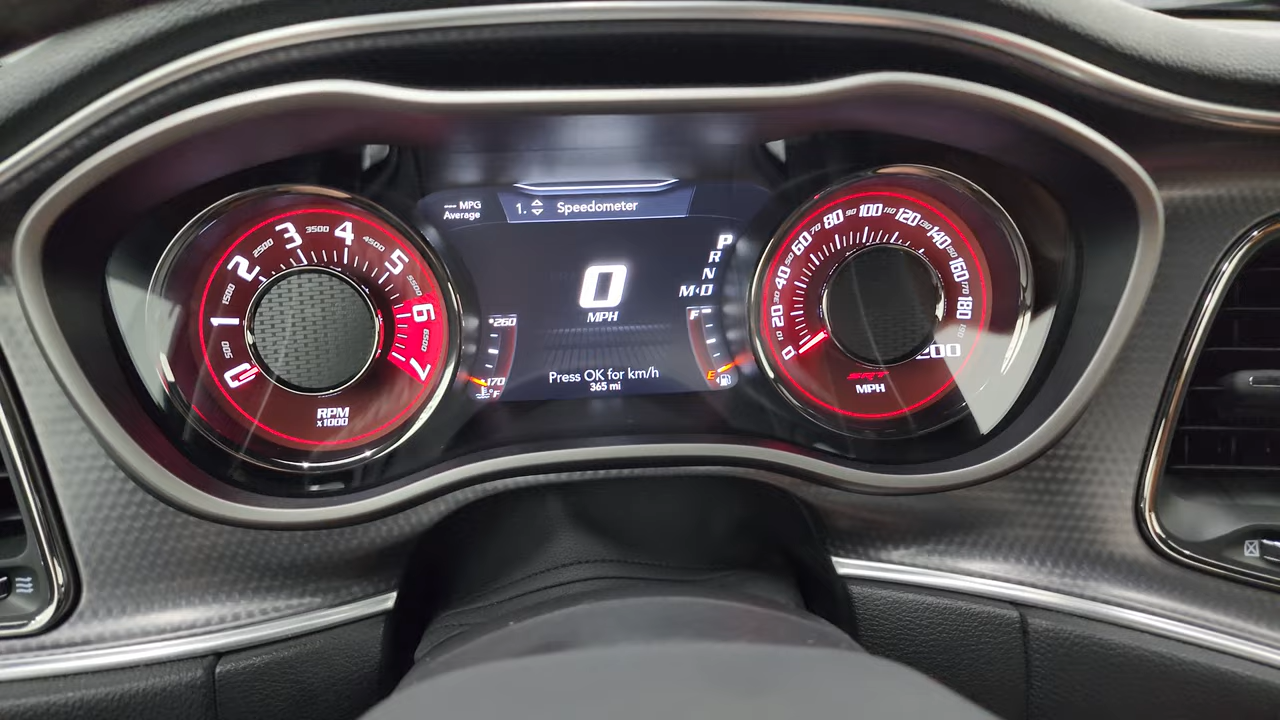 --- MPG
Average
1. Speedometer
0
MPH
P
R
N
M‹D
°260
170
°F
F
E
Press OK for km/h
365 mi
0
500
1
1500
2
2500
3
3500
4
4500
5
5500
6
6500
7
RPM
x1000
0
10
20
30
40
50
60
70
80
90
100
110
120
130
140
150
160
170
180
190
200
SRT
MPH